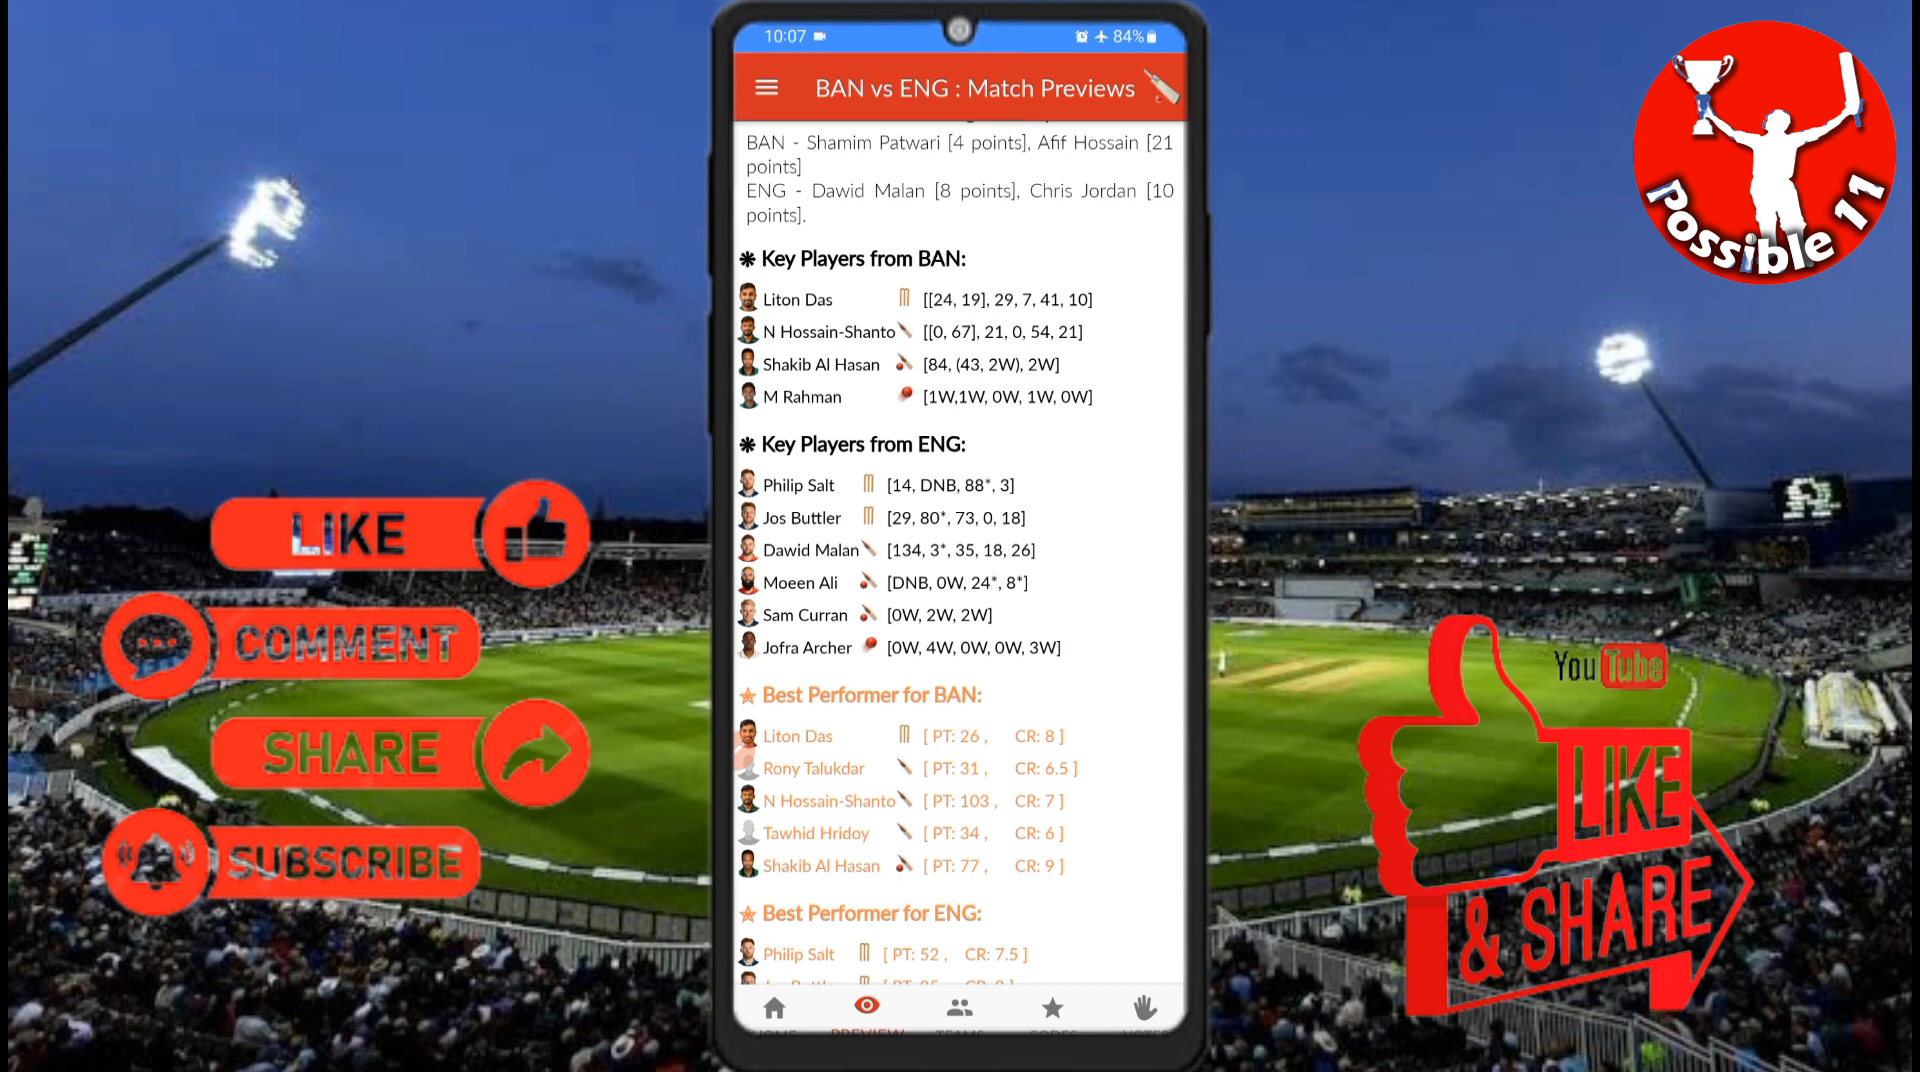 10:07
84%
BAN vs ENG : Match Previews
BAN - Shamim Patwari [4 points], Afif Hossain [21
points]
ENG - Dawid Malan [8 points], Chris Jordan [10
points].
❋ Key Players from BAN:
Liton Das [[24, 19], 29, 7, 41, 10]
N Hossain-Shanto [[0, 67], 21, 0, 54, 21]
Shakib Al Hasan [84, (43, 2W), 2W]
M Rahman [1W,1W, 0W, 1W, 0W]
❋ Key Players from ENG:
Philip Salt [14, DNB, 88*, 3]
Jos Buttler [29, 80*, 73, 0, 18]
Dawid Malan [134, 3*, 35, 18, 26]
Moeen Ali [DNB, 0W, 24*, 8*]
Sam Curran [0W, 2W, 2W]
Jofra Archer [0W, 4W, 0W, 0W, 3W]
★ Best Performer for BAN:
Liton Das [ PT: 26 , CR: 8 ]
Rony Talukdar [ PT: 31 , CR: 6.5 ]
N Hossain-Shanto [ PT: 103 , CR: 7 ]
Tawhid Hridoy [ PT: 34 , CR: 6 ]
Shakib Al Hasan [ PT: 77 , CR: 9 ]
★ Best Performer for ENG:
Philip Salt [ PT: 52 , CR: 7.5 ]
PREVIEW
LIKE
COMMENT
SHARE
SUBSCRIBE
Possible 11
YouTube
LIKE
& SHARE